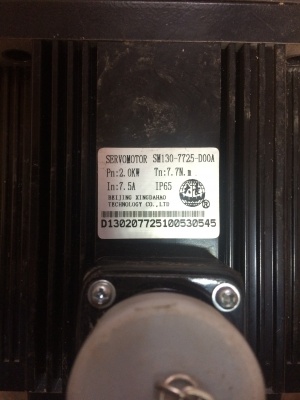 SERVOMOTOR SM130-7725-D00A
Pn:2.0KW Tn:7.7N.m
In:7.5A IP65
BEIJING XINGDAHAO
TECHNOLOGY CO.,LTD
D130207725100530545